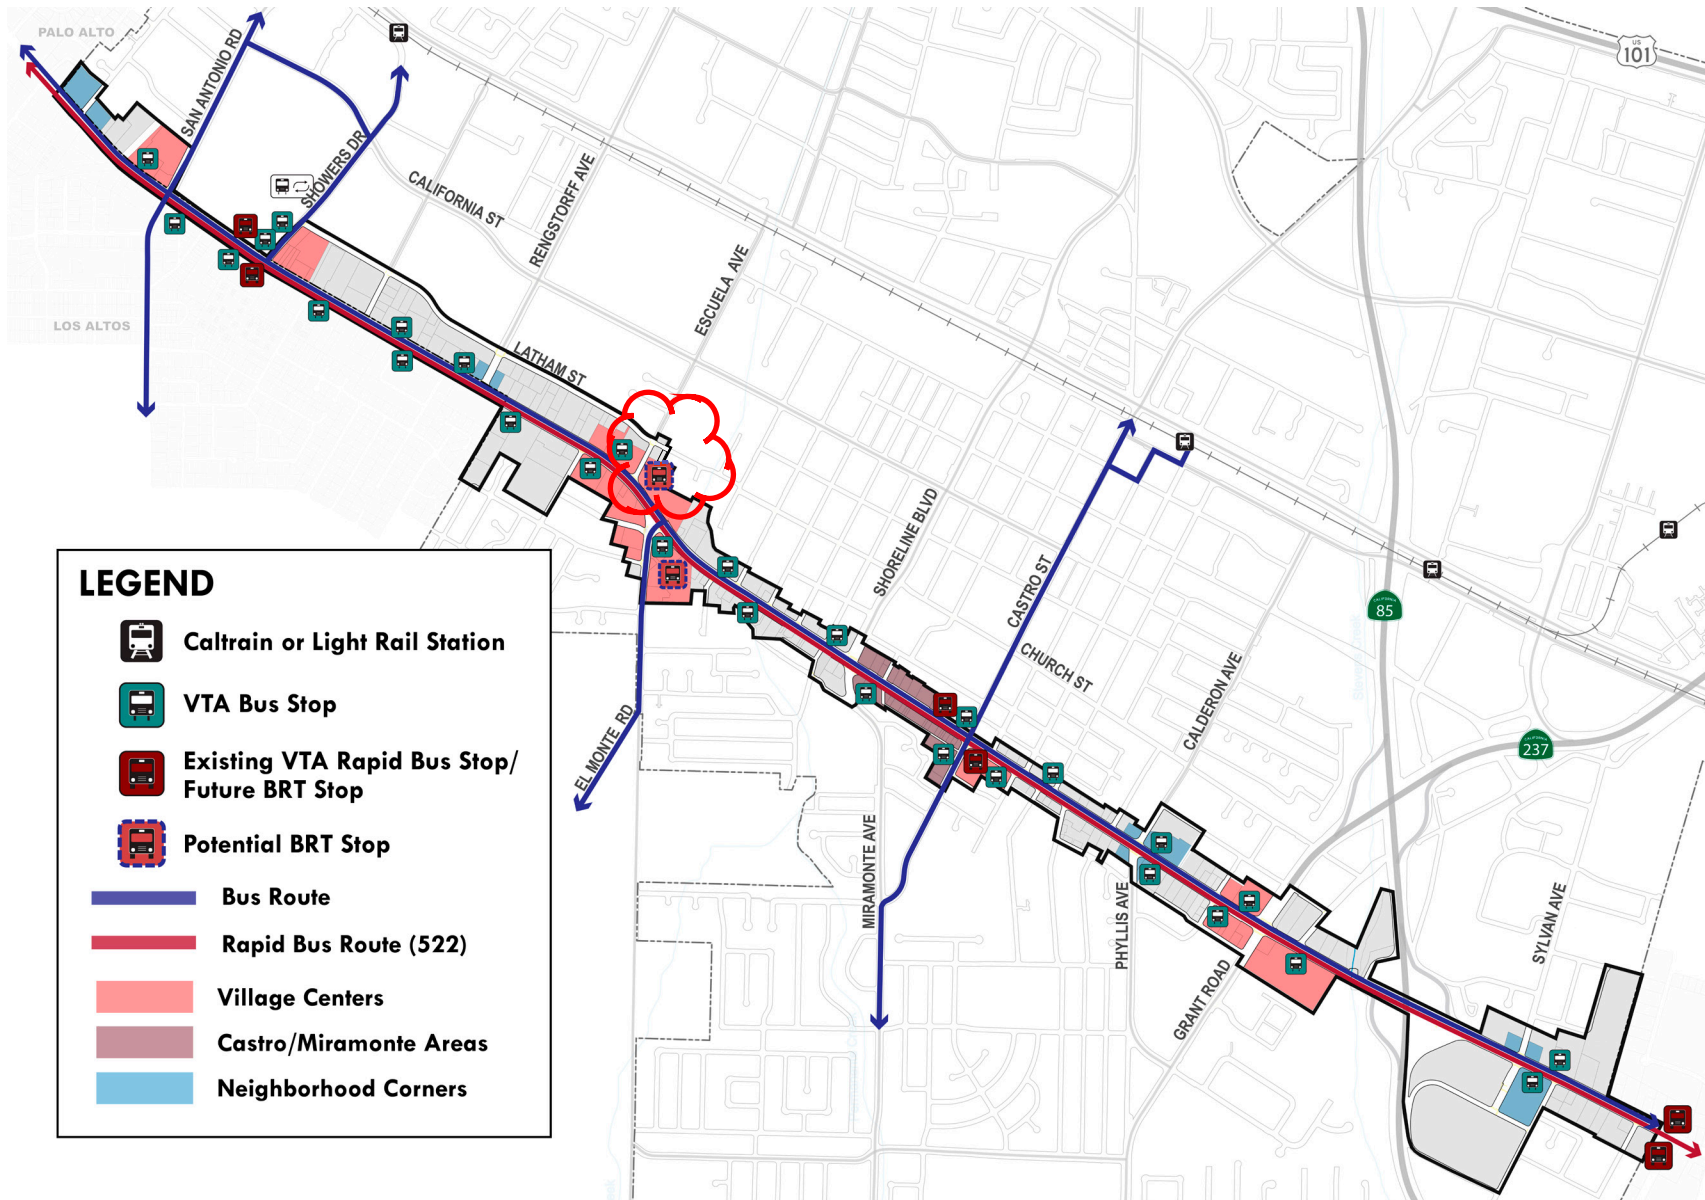 PALO ALTO
SAN ANTONIO RD
US
101
SHOWERS DR
CALIFORNIA ST
RENGSTORFF AVE
ESCUELA AVE
LOS ALTOS
LATHAM ST
SHORELINE BLVD
CASTRO ST
CALIFORNIA
85
CHURCH ST
CALDERON AVE
CALIFORNIA
237
EL MONTE RD
MIRAMONTE AVE
PHYLLIS AVE
GRANT ROAD
SYLVAN AVE
LEGEND
Caltrain or Light Rail Station
VTA Bus Stop
Existing VTA Rapid Bus Stop/
Future BRT Stop
Potential BRT Stop
Bus Route
Rapid Bus Route (522)
Village Centers
Castro/Miramonte Areas
Neighborhood Corners